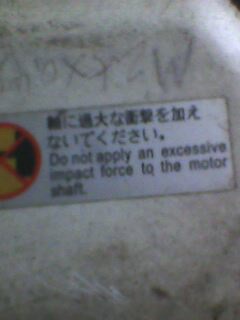 軸に過大な衝撃を加え
ないでください。
Do not apply an excessive
impact force to the motor
shaft.